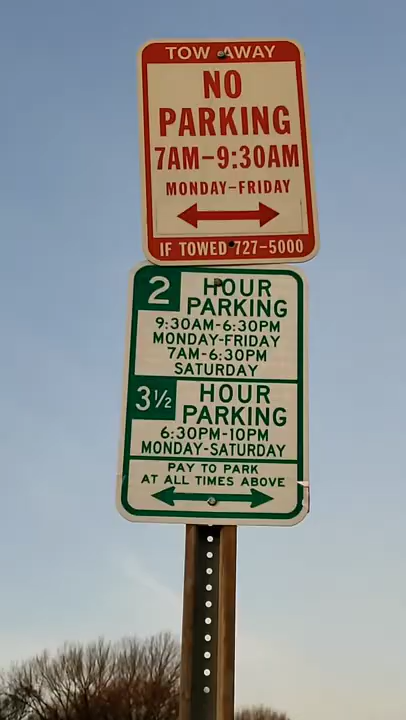 TOW AWAY
NO
PARKING
7AM-9:30AM
MONDAY-FRIDAY
IF TOWED 727-5000
2 HOUR
PARKING
9:30AM-6:30PM
MONDAY-FRIDAY
7AM-6:30PM
SATURDAY
3½ HOUR
PARKING
6:30PM-10PM
MONDAY-SATURDAY
PAY TO PARK
AT ALL TIMES ABOVE